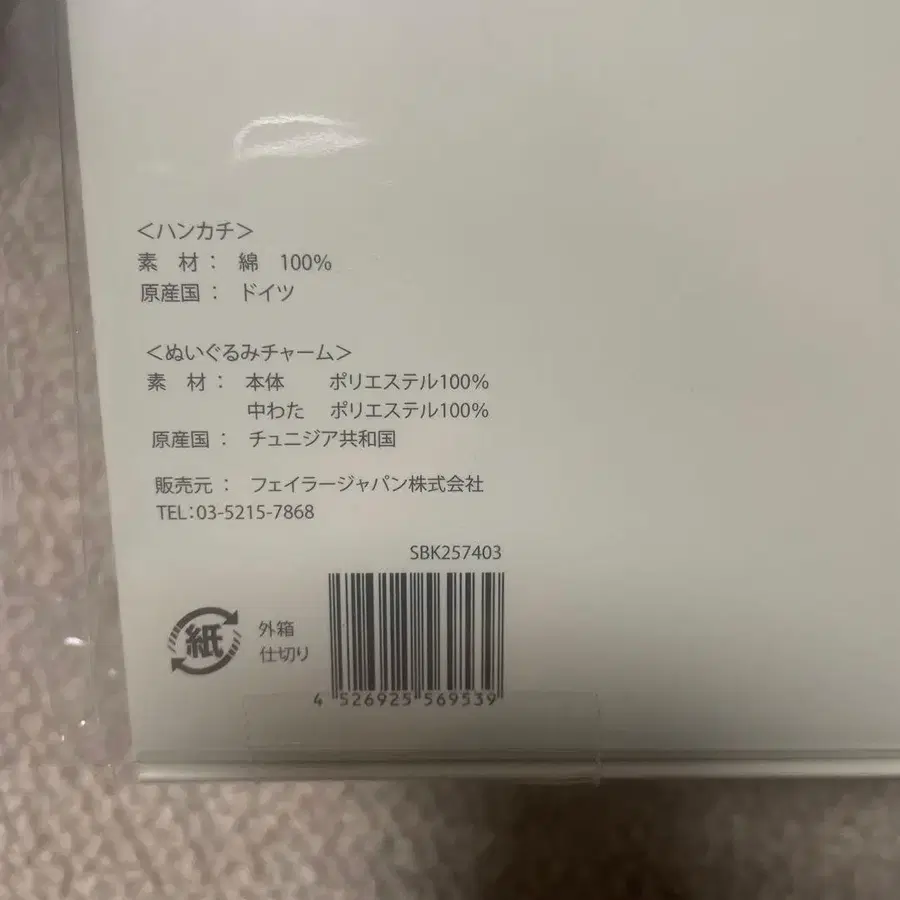 <ハンカチ>
素 材： 綿 100%
原産国： ドイツ
<ぬいぐるみチャーム>
素 材： 本体 ポリエステル100%
中わた ポリエステル100%
原産国： チュニジア共和国
販売元： フェイラージャパン株式会社
TEL:03-5215-7868
SBK257403
紙
外箱
仕切り
4 526925 569539